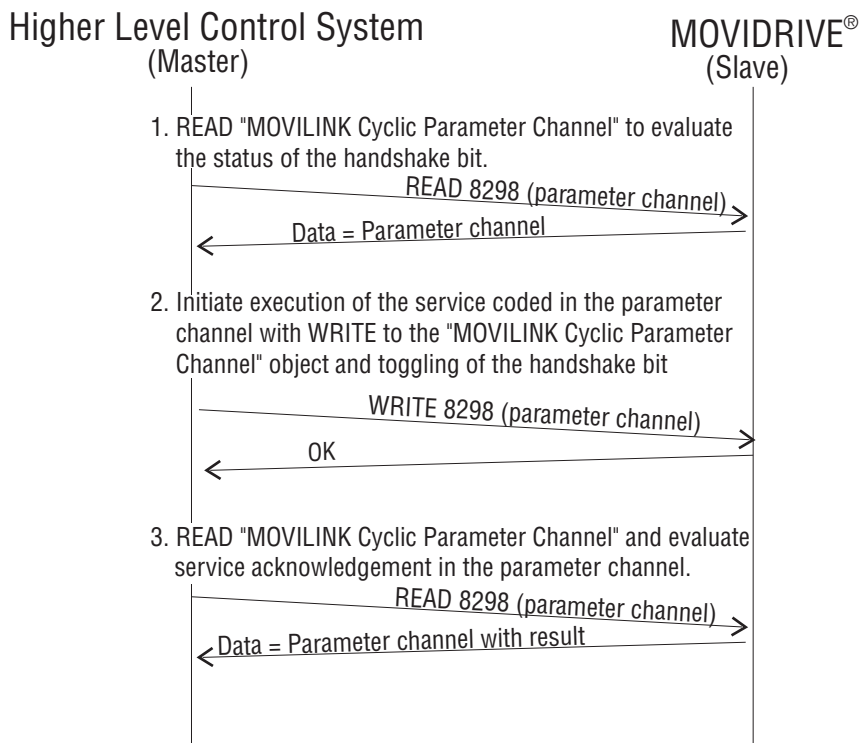 Higher Level Control System
(Master)
MOVIDRIVE®
(Slave)
1. READ "MOVILINK Cyclic Parameter Channel" to evaluate
the status of the handshake bit.
READ 8298 (parameter channel)
Data = Parameter channel
2. Initiate execution of the service coded in the parameter
channel with WRITE to the "MOVILINK Cyclic Parameter
Channel" object and toggling of the handshake bit
WRITE 8298 (parameter channel)
OK
3. READ "MOVILINK Cyclic Parameter Channel" and evaluate
service acknowledgement in the parameter channel.
READ 8298 (parameter channel)
Data = Parameter channel with result